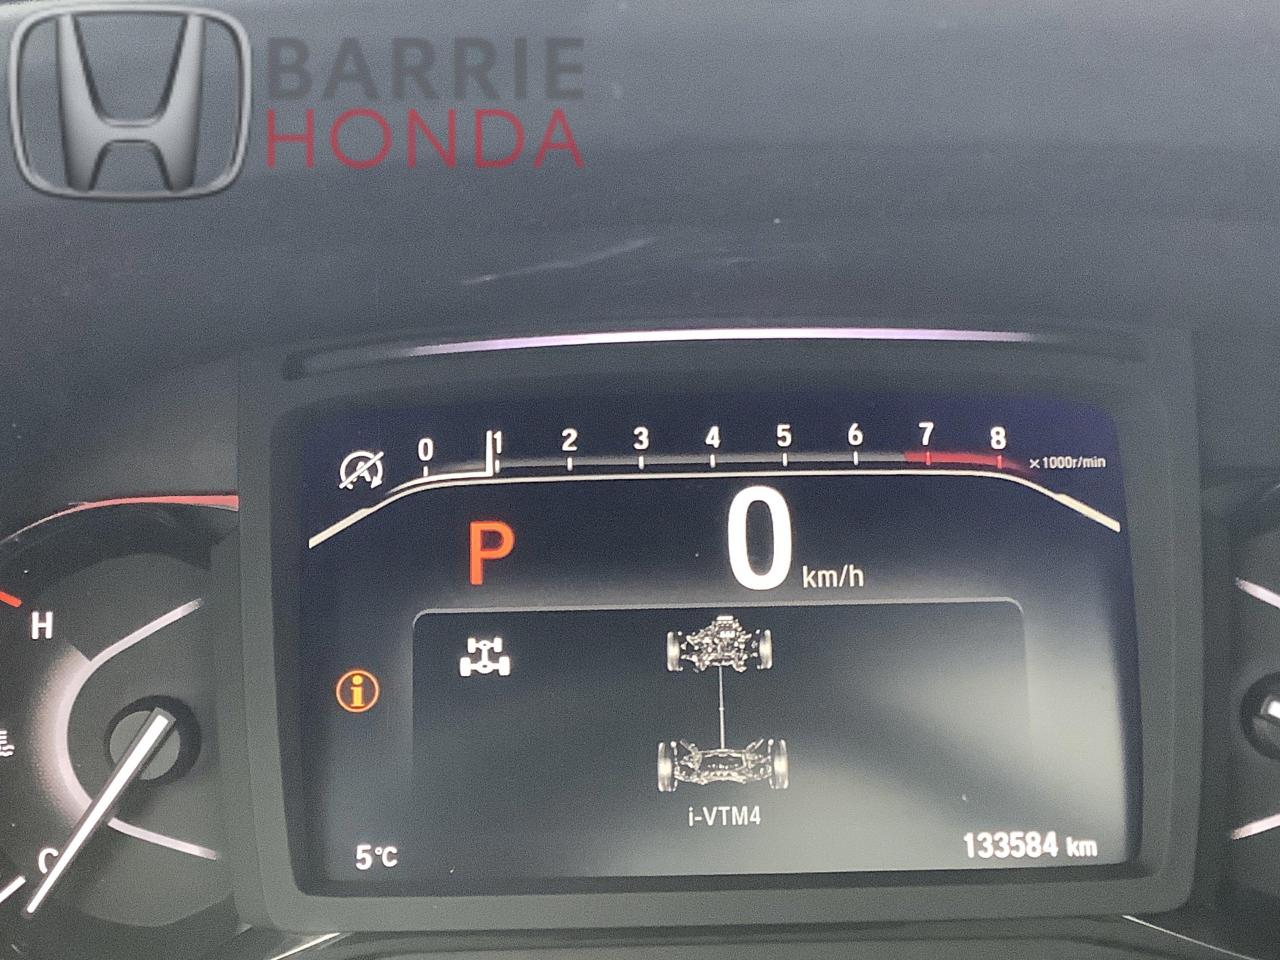 BARRIE
HONDA
0 1 2 3 4 5 6 7 8 ×1000r/min
P
0 km/h
H
i-VTM4
C
5°C
133584 km